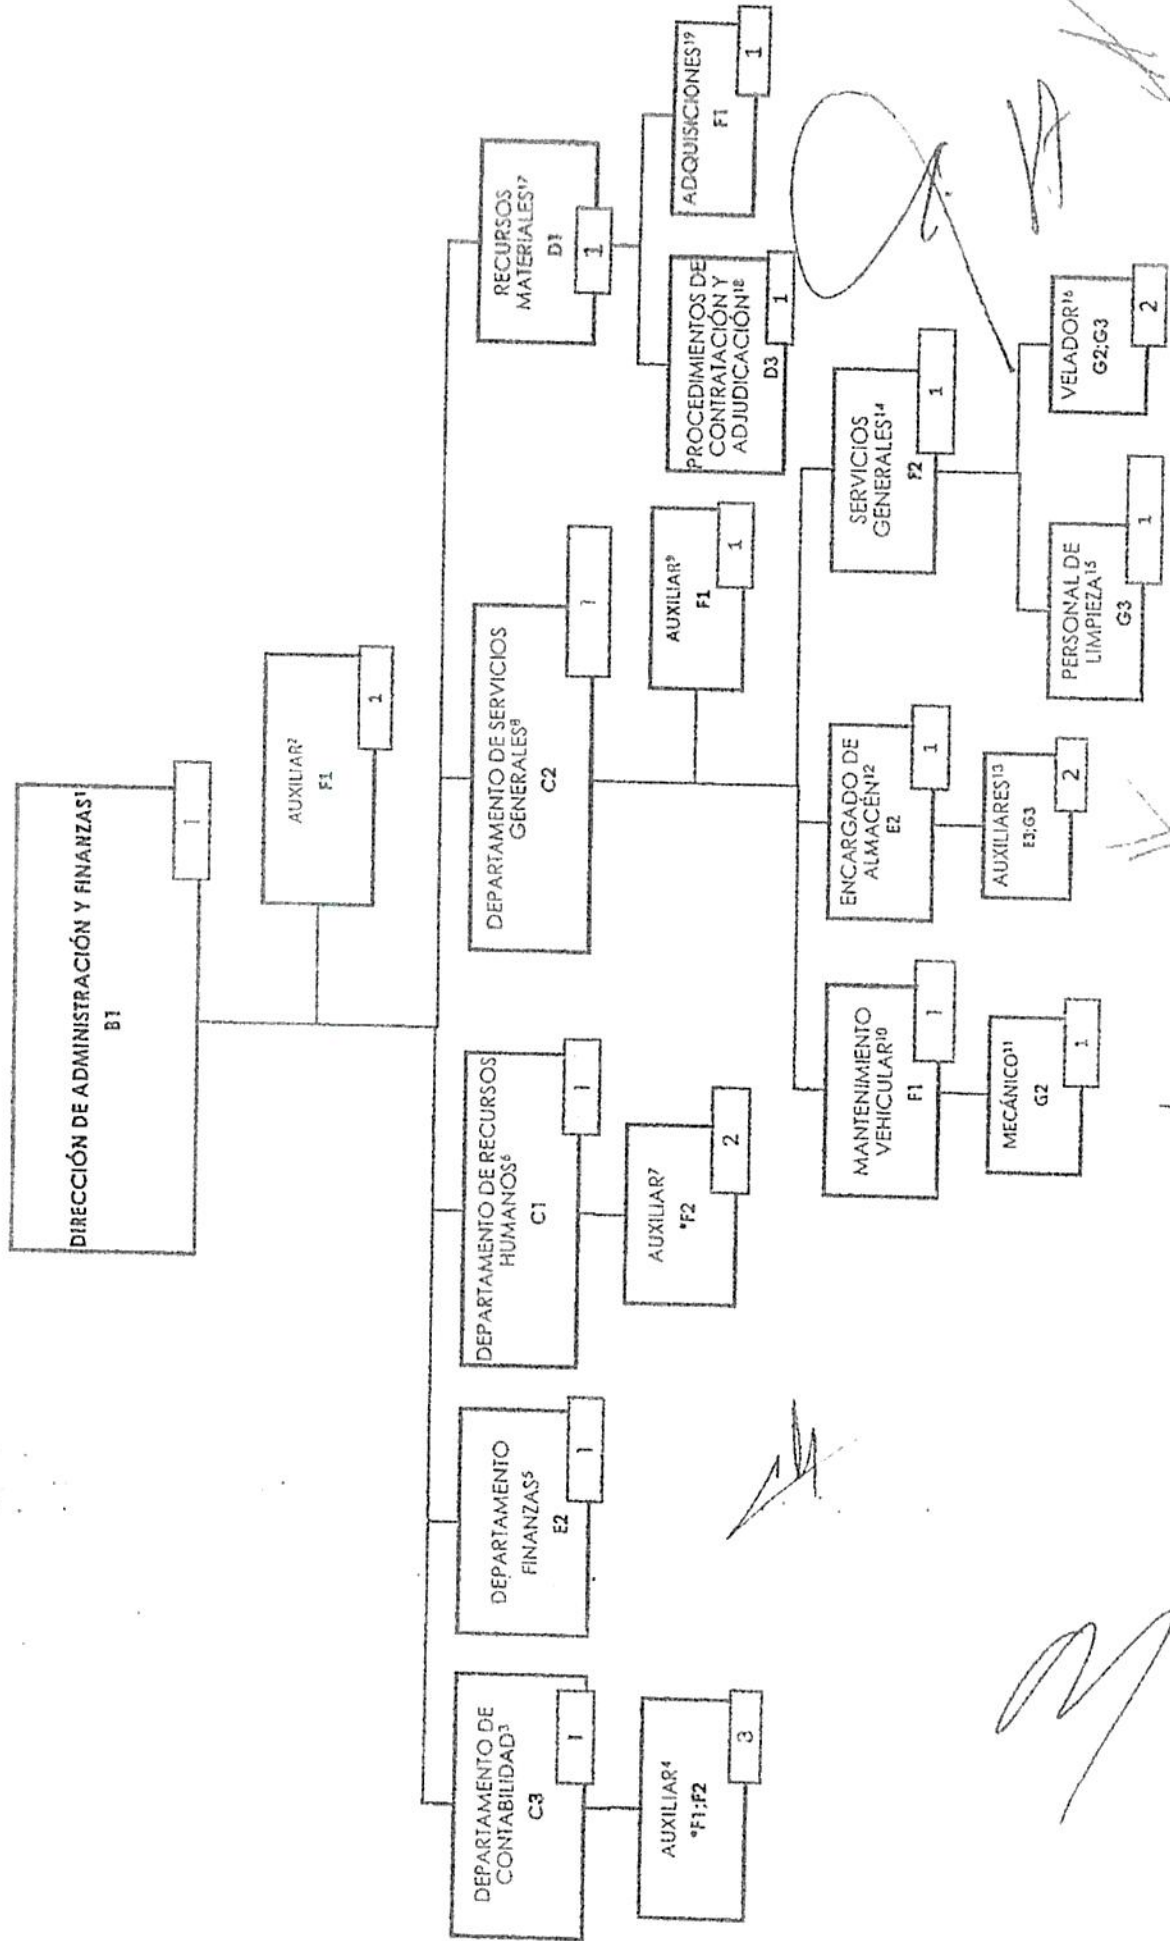 DIRECCIÓN DE ADMINISTRACIÓN Y FINANZAS¹
B1
1
AUXILIAR²
F1
1
DEPARTAMENTO DE
CONTABILIDAD³
C3
1
AUXILIAR⁴
*F1;F2
3
DEPARTAMENTO
FINANZAS⁵
E2
1
DEPARTAMENTO DE RECURSOS
HUMANOS⁶
C1
1
AUXILIAR⁷
*F2
2
DEPARTAMENTO DE SERVICIOS
GENERALES⁸
C2
1
AUXILIAR⁹
F1
1
MANTENIMIENTO
VEHICULAR¹⁰
F1
1
MECÁNICO¹¹
G2
1
ENCARGADO DE
ALMACÉN¹²
E2
1
AUXILIARES¹³
E3;G3
2
SERVICIOS
GENERALES¹⁴
F2
1
PERSONAL DE
LIMPIEZA¹⁵
G3
1
VELADOR¹⁶
G2;G3
2
RECURSOS
MATERIALES¹⁷
D1
1
PROCEDIMIENTOS DE
CONTRATACIÓN Y
ADJUDICACIÓN¹⁸
D3
1
ADQUISICIONES¹⁹
F1
1